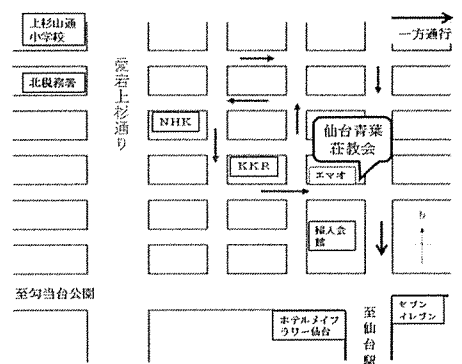 上杉山通
小学校
一方通行
北税務署
愛宕上杉通り
NHK
仙台青葉
荘教会
KKR
エマオ
婦人会
館
至勾当台公園
ホテルメイフ
ラワー仙台
至仙台駅
セブン
イレブン